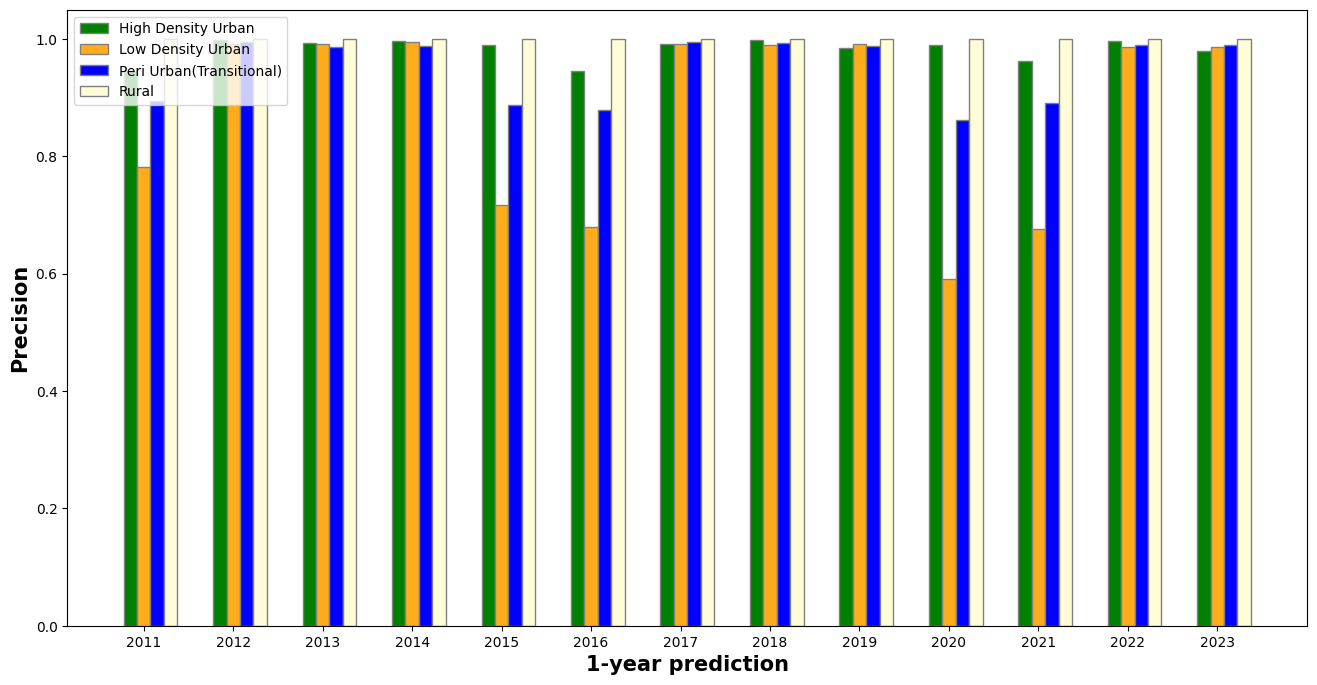 High Density Urban
Low Density Urban
Peri Urban(Transitional)
Rural
1.0
0.8
0.6
0.4
0.2
0.0
Precision
2011 2012 2013 2014 2015 2016 2017 2018 2019 2020 2021 2022 2023
1-year prediction